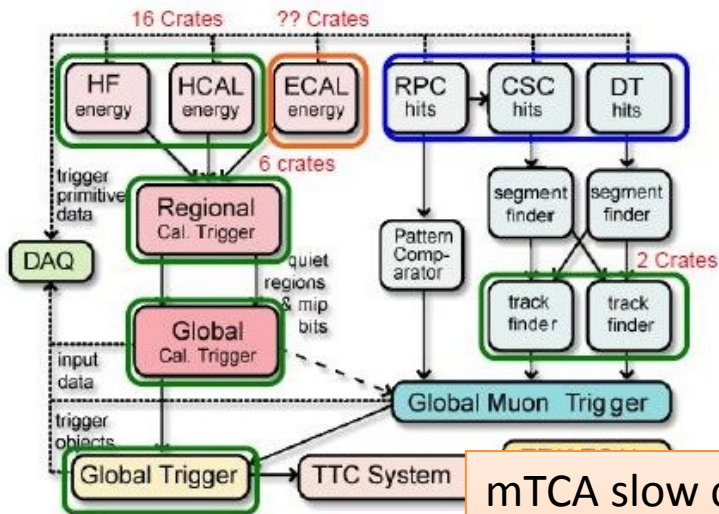 16 Crates
?? Crates
HF
energy
HCAL
energy
ECAL
energy
RPC
hits
CSC
hits
DT
hits
6 crates
trigger
primitive
data
Regional
Cal. Trigger
segment
finder
segment
finder
DAQ
Pattern
Comp-
arator
quiet
regions
& mip
bits
2 Crates
Global
Cal. Trigger
track
finder
track
finder
input
data
Global Muon Trigger
trigger
objects
Global Trigger
TTC System
mTCA slow